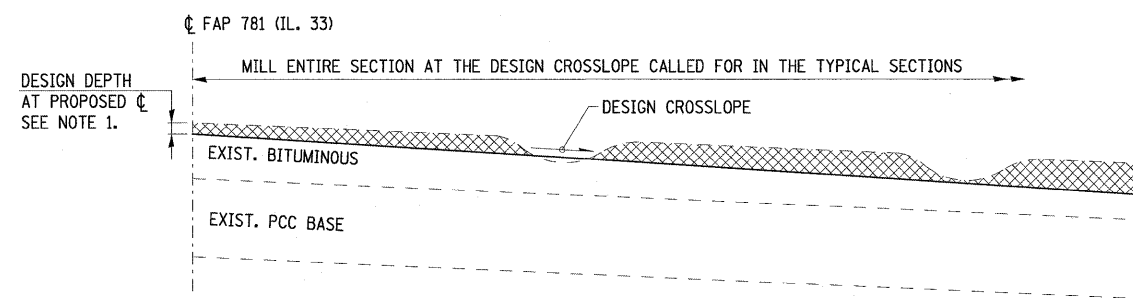 ℄ FAP 781 (IL. 33)
MILL ENTIRE SECTION AT THE DESIGN CROSSLOPE CALLED FOR IN THE TYPICAL SECTIONS
DESIGN DEPTH
AT PROPOSED ℄
SEE NOTE 1.
DESIGN CROSSLOPE
EXIST. BITUMINOUS
EXIST. PCC BASE